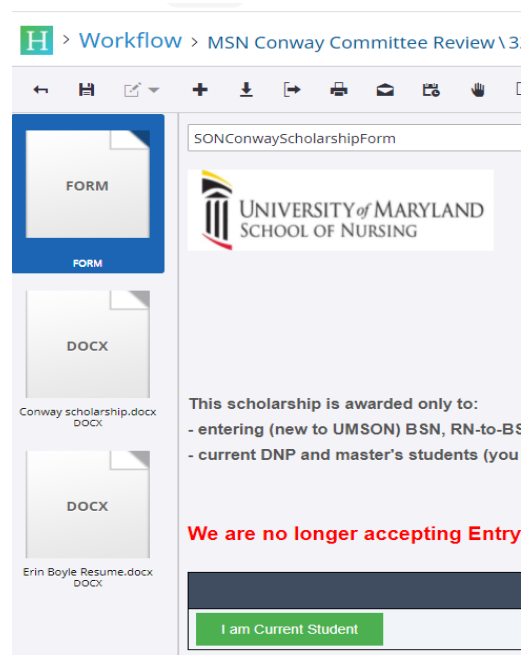 H > Workflow > MSN Conway Committee Review \ 3
FORM
FORM
DOCX
Conway scholarship.docx
DOCX
DOCX
Erin Boyle Resume.docx
DOCX
SONConwayScholarshipForm
UNIVERSITY of MARYLAND
SCHOOL OF NURSING
This scholarship is awarded only to:
- entering (new to UMSON) BSN, RN-to-BS
- current DNP and master's students (you
We are no longer accepting Entry
I am Current Student